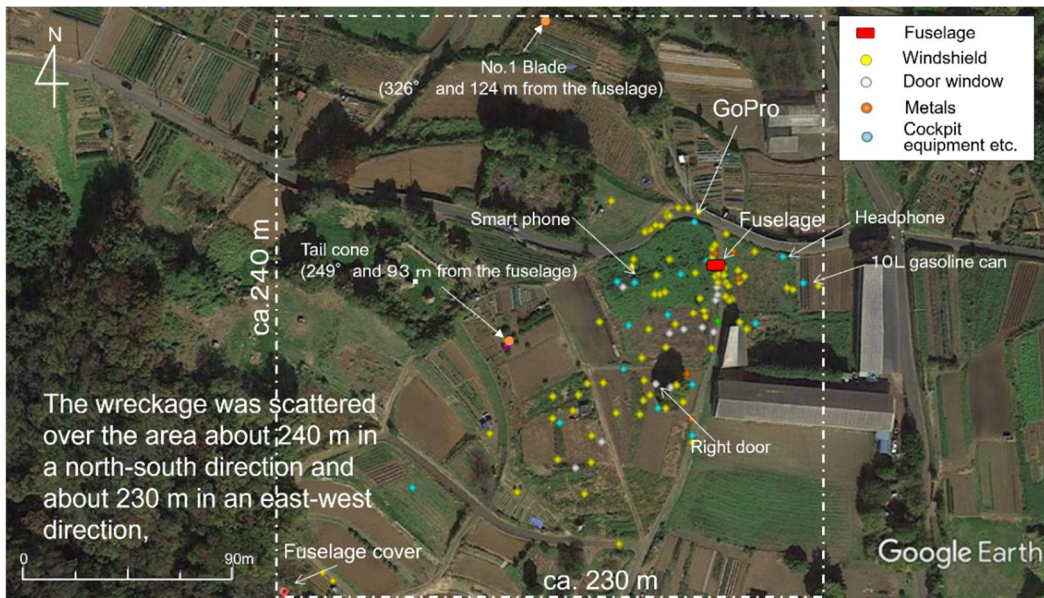 N
No.1 Blade
(326° and 124 m from the fuselage)
GoPro
Fuselage
Windshield
Door window
Metals
Cockpit
equipment etc.
Smart phone
Fuselage
Headphone
Tail cone
(249° and 93 m from the fuselage)
10L gasoline can
ca.240 m
The wreckage was scattered
over the area about 240 m in
a north-south direction and
about 230 m in an east-west
direction,
Right door
0 90m
Fuselage cover
ca. 230 m
Google Earth